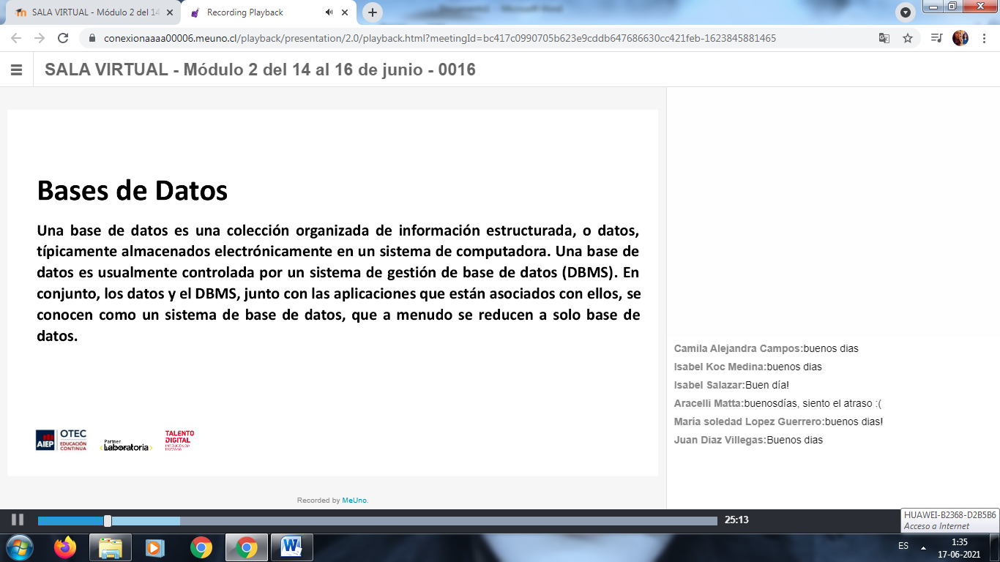 SALA VIRTUAL - Módulo 2 del 14
Recording Playback
conexionaaaa00006.meuno.cl/playback/presentation/2.0/playback.html?meetingId=bc417c0990705b623e9cddb647686630cc421feb-1623845881465
SALA VIRTUAL - Módulo 2 del 14 al 16 de junio - 0016
Bases de Datos
Una base de datos es una colección organizada de información estructurada, o datos,
típicamente almacenados electrónicamente en un sistema de computadora. Una base de
datos es usualmente controlada por un sistema de gestión de base de datos (DBMS). En
conjunto, los datos y el DBMS, junto con las aplicaciones que están asociados con ellos, se
conocen como un sistema de base de datos, que a menudo se reducen a solo base de
datos.
AIEP
OTEC
EDUCACIÓN
CONTINUA
Partner
<Laboratoria>
TALENTO
DIGITAL
INTELIGENCIA
HUMANA
Camila Alejandra Campos:buenos dias
Isabel Koc Medina:buenos dias
Isabel Salazar:Buen día!
Aracelli Matta:buenosdías, siento el atraso :(
María soledad Lopez Guerrero:buenos dias!
Juan Diaz Villegas:Buenos dias
Recorded by MeUno.
25:13
HUAWEI-B2368-D2B5B6
Acceso a Internet
ES
1:35
17-06-2021